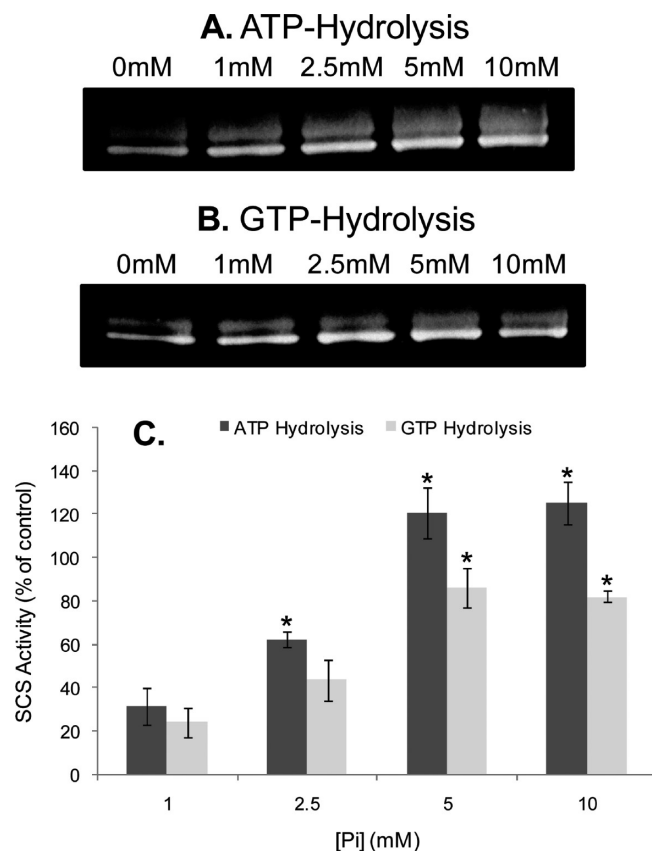 A. ATP-Hydrolysis
0mM 1mM 2.5mM 5mM 10mM
B. GTP-Hydrolysis
0mM 1mM 2.5mM 5mM 10mM
C.
ATP Hydrolysis GTP Hydrolysis
160
140
120
100
80
60
40
20
0
SCS Activity (% of control)
* * * * *
1 2.5 5 10
[Pi] (mM)